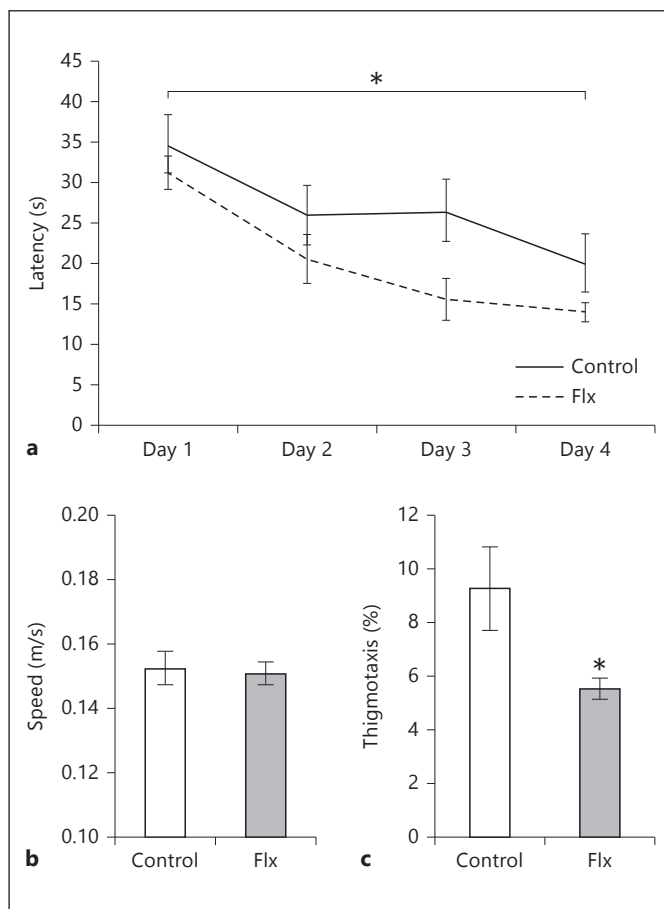 45
40
35
30
25
20
15
10
5
0
Latency (s)
*
Control
Flx
a
Day 1
Day 2
Day 3
Day 4
0.20
0.18
0.16
0.14
0.12
0.10
Speed (m/s)
b
Control
Flx
12
10
8
6
4
2
0
Thigmotaxis (%)
*
c
Control
Flx